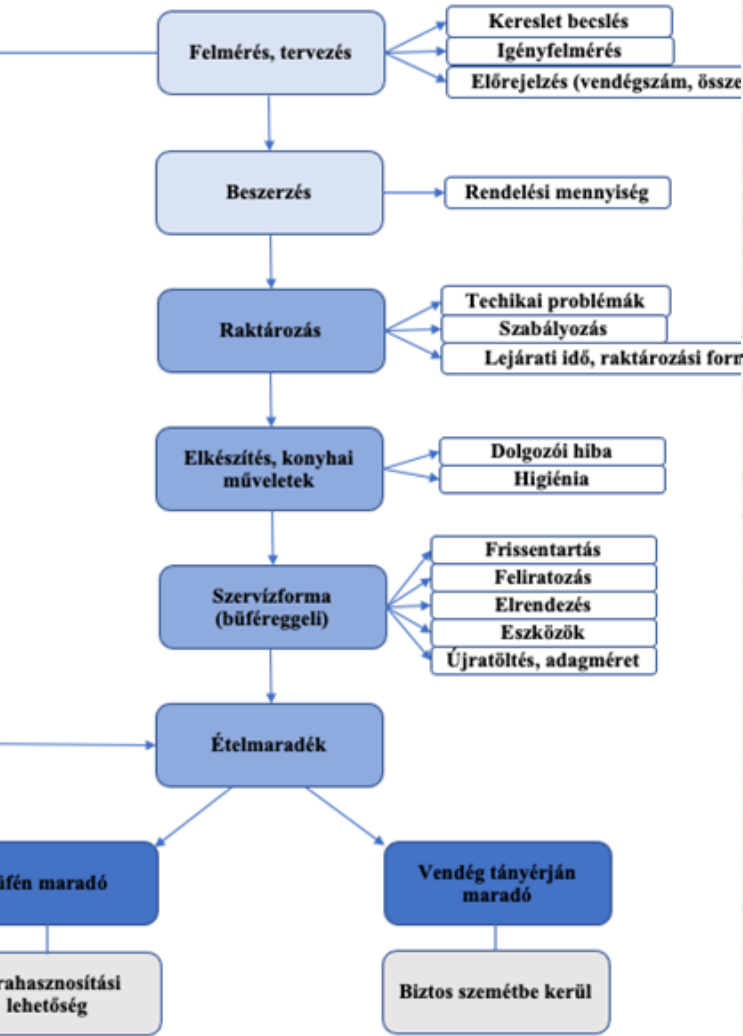 Felmérés, tervezés
Kereslet becslés
Igényfelmérés
Előrejelzés (vendégszám,
Beszerzés
Rendelési mennyiség
Raktározás
Techikai problémák
Szabályozás
Lejárati idő, raktározási
Elkészítés, konyhai
műveletek
Dolgozói hiba
Higiénia
Szervízforma
(büféreggeli)
Frissentartás
Feliratozás
Elrendezés
Eszközök
Újratöltés, adagméret
Ételmaradék
maradó
Vendég tányérján
maradó
lehetőség
Biztos szemétbe kerül